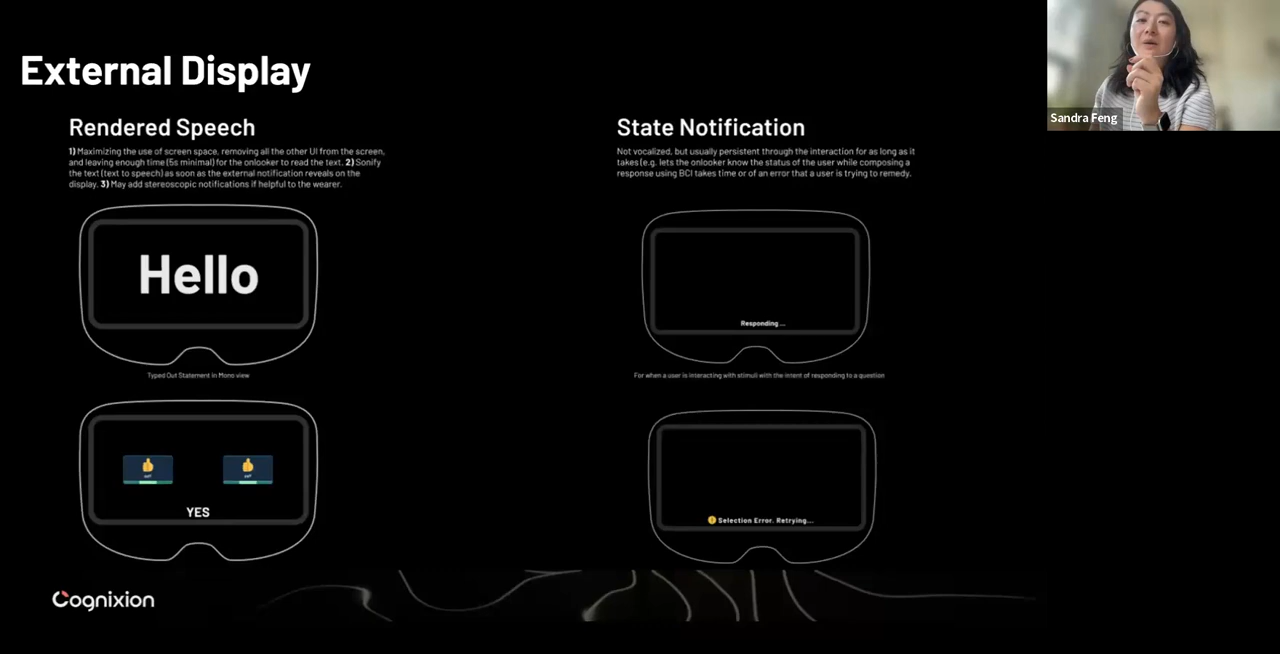 External Display
Rendered Speech
1) Maximizing the use of screen space, removing all the other UI from the screen,
and leaving enough time (5s minimal) for the onlooker to read the text. 2) Sonify
the text (text to speech) as soon as the external notification reveals on the
display. 3) May add stereoscopic notifications if helpful to the wearer.
Hello
Typed Out Statement in Mono view
YES
State Notification
Not vocalized, but usually persistent through the interaction for as long as it
takes (e.g. lets the onlooker know the status of the user while composing a
response using BCI takes time or of an error that a user is trying to remedy.
Responding ...
For when a user is interacting with stimuli with the intent of responding to a question
Selection Error. Retrying...
Cognixion
Sandra Feng